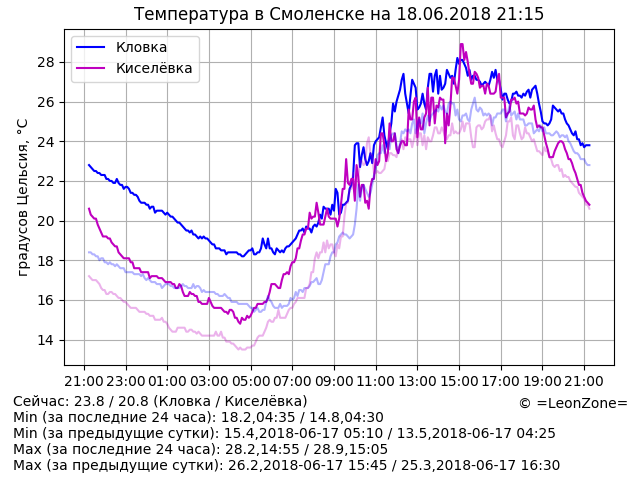 Температура в Смоленске на 18.06.2018 21:15
Кловка
Киселёвка
градусов Цельсия, °C
28
26
24
22
20
18
16
14
21:00 23:00 01:00 03:00 05:00 07:00 09:00 11:00 13:00 15:00 17:00 19:00 21:00
Сейчас: 23.8 / 20.8 (Кловка / Киселёвка)
© =LeonZone=
Min (за последние 24 часа): 18.2,04:35 / 14.8,04:30
Min (за предыдущие сутки): 15.4,2018-06-17 05:10 / 13.5,2018-06-17 04:25
Max (за последние 24 часа): 28.2,14:55 / 28.9,15:05
Max (за предыдущие сутки): 26.2,2018-06-17 15:45 / 25.3,2018-06-17 16:30